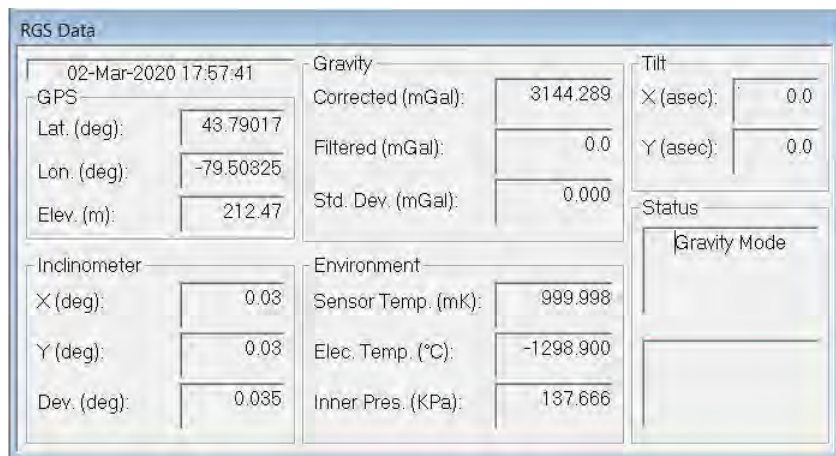 RGS Data
02-Mar-2020 17:57:41
GPS
Lat. (deg): 43.79017
Lon. (deg): -79.50325
Elev. (m): 212.47
Gravity
Corrected (mGal): 3144.289
Filtered (mGal): 0.0
Std. Dev. (mGal): 0.000
Tilt
X (asec): 0.0
Y (asec): 0.0
Status
Gravity Mode
Inclinometer
X (deg): 0.03
Y (deg): 0.03
Dev. (deg): 0.035
Environment
Sensor Temp. (mK): 999.998
Elec. Temp. (°C): -1298.900
Inner Pres. (KPa): 137.666